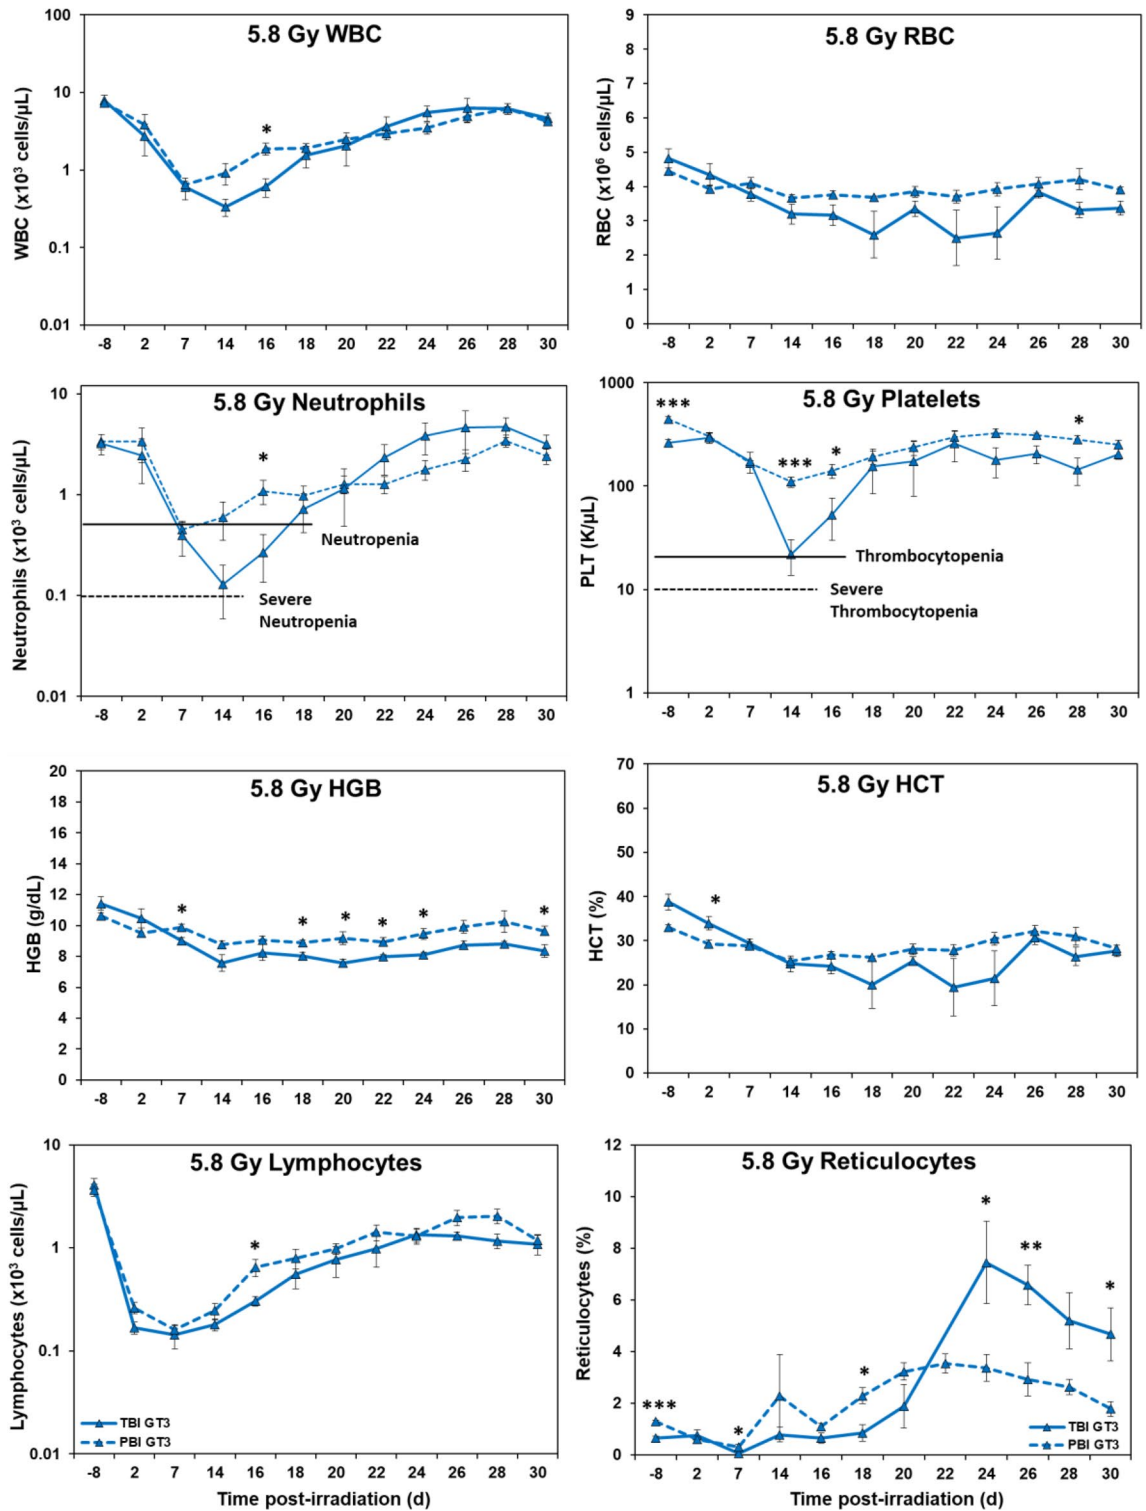 5.8 Gy WBC
WBC (x10³ cells/µL)
100
10
1
0.1
0.01
*
-8 2 7 14 16 18 20 22 24 26 28 30
5.8 Gy RBC
RBC (x10⁶ cells/µL)
9
8
7
6
5
4
3
2
1
0
-8 2 7 14 16 18 20 22 24 26 28 30
5.8 Gy Neutrophils
Neutrophils (x10³ cells/µL)
10
1
0.1
0.01
*
Neutropenia
Severe
Neutropenia
-8 2 7 14 16 18 20 22 24 26 28 30
5.8 Gy Platelets
PLT (K/µL)
1000
100
10
1
*** *** * *
Thrombocytopenia
Severe
Thrombocytopenia
-8 2 7 14 16 18 20 22 24 26 28 30
5.8 Gy HGB
HGB (g/dL)
20
18
16
14
12
10
8
6
4
2
0
* * * * * *
-8 2 7 14 16 18 20 22 24 26 28 30
5.8 Gy HCT
HCT (%)
70
60
50
40
30
20
10
0
*
-8 2 7 14 16 18 20 22 24 26 28 30
5.8 Gy Lymphocytes
Lymphocytes (x10³ cells/µL)
10
1
0.1
0.01
*
TBI GT3
PBI GT3
-8 2 7 14 16 18 20 22 24 26 28 30
Time post-irradiation (d)
5.8 Gy Reticulocytes
Reticulocytes (%)
12
10
8
6
4
2
0
*** * * * ** *
TBI GT3
PBI GT3
-8 2 7 14 16 18 20 22 24 26 28 30
Time post-irradiation (d)